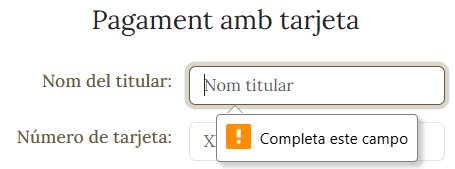 Pagament amb tarjeta
Nom del titular:
Nom titular
Número de tarjeta:
X
Completa este campo